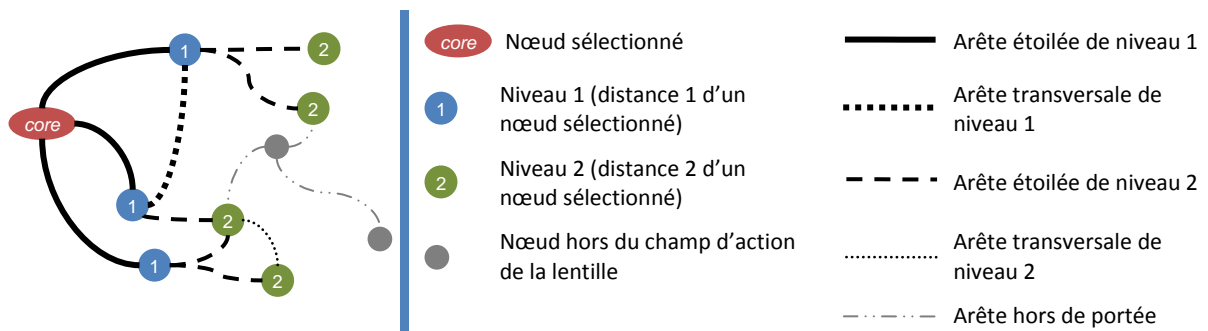 core
1
2
2
1
2
1
2
core Nœud sélectionné
1 Niveau 1 (distance 1 d'un
nœud sélectionné)
2 Niveau 2 (distance 2 d'un
nœud sélectionné)
Nœud hors du champ d'action
de la lentille
Arête étoilée de niveau 1
Arête transversale de
niveau 1
Arête étoilée de niveau 2
Arête transversale de
niveau 2
Arête hors de portée